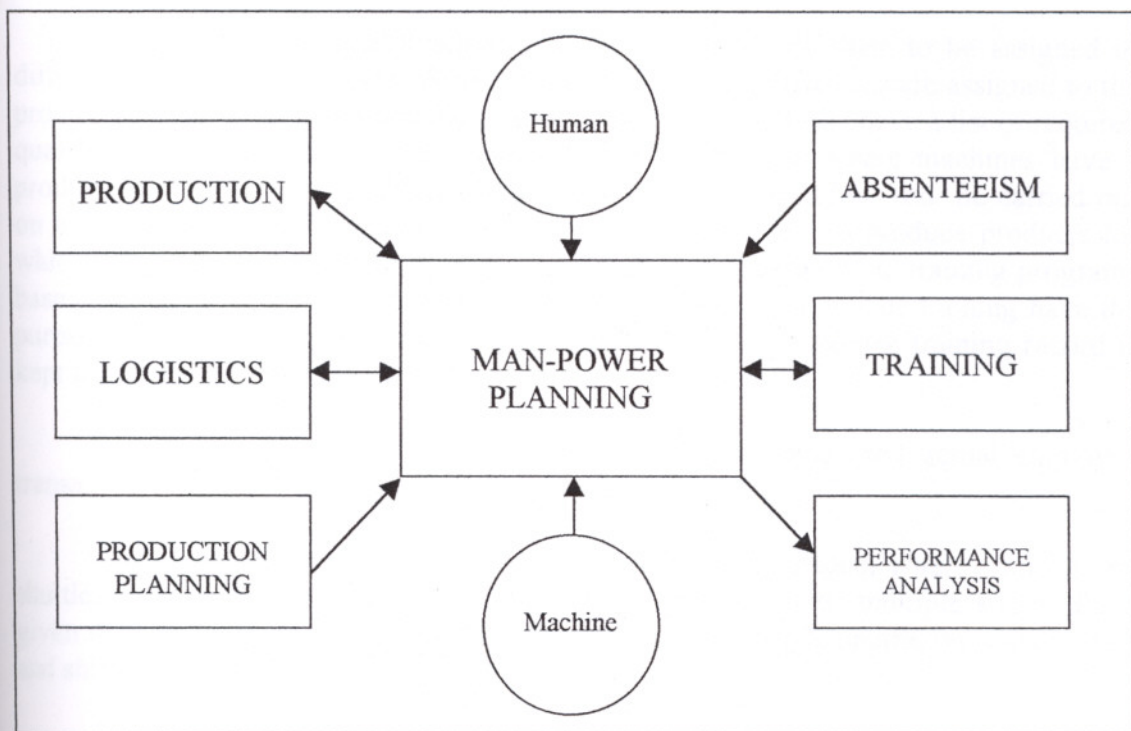 Human
PRODUCTION
ABSENTEEISM
LOGISTICS
MAN-POWER
PLANNING
TRAINING
PRODUCTION
PLANNING
PERFORMANCE
ANALYSIS
Machine